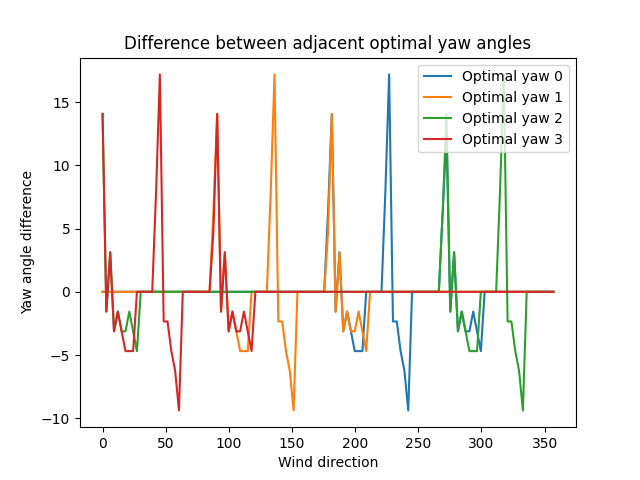 Difference between adjacent optimal yaw angles
Optimal yaw 0
Optimal yaw 1
Optimal yaw 2
Optimal yaw 3
Yaw angle difference
15
10
5
0
−5
−10
0 50 100 150 200 250 300 350
Wind direction